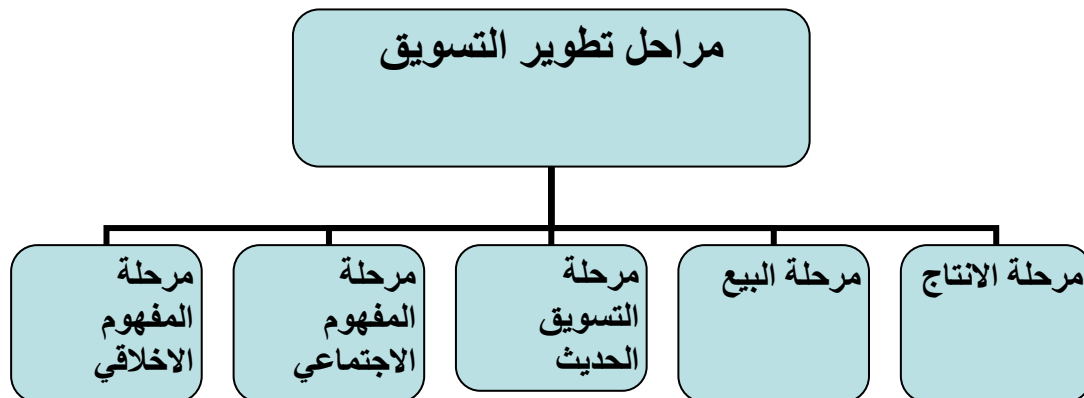 مراحل تطوير التسويق
مرحلة الانتاج
مرحلة البيع
مرحلة
التسويق
الحديث
مرحلة
المفهوم
الاجتماعي
مرحلة
المفهوم
الاخلاقي